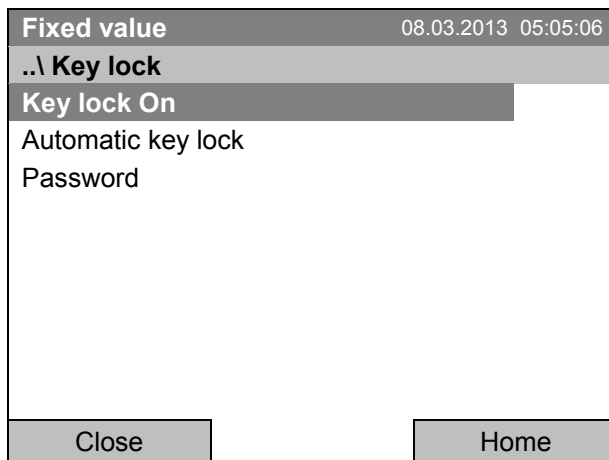 Fixed value 08.03.2013 05:05:06
..\ Key lock
Key lock On
Automatic key lock
Password
Close Home